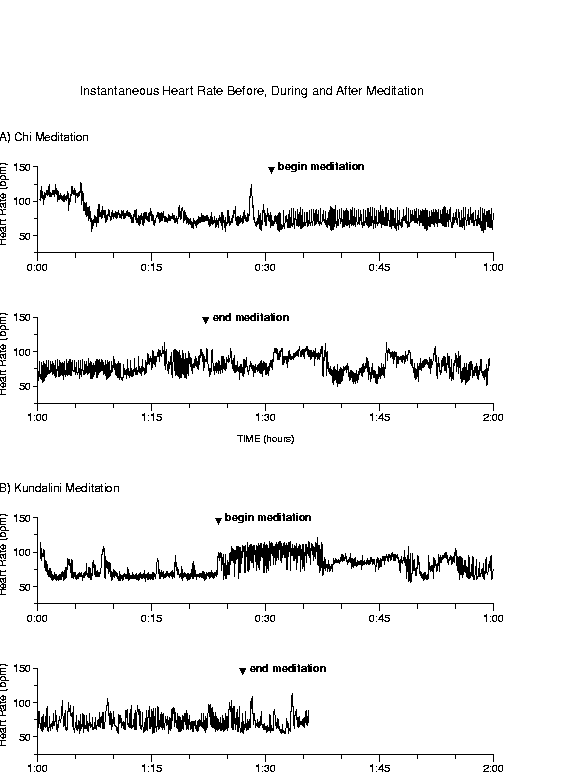 Instantaneous Heart Rate Before, During and After Meditation
A) Chi Meditation
▼ begin meditation
Heart Rate (bpm)
150
100
50
0:00 0:15 0:30 0:45 1:00
▼ end meditation
Heart Rate (bpm)
150
100
50
1:00 1:15 1:30 1:45 2:00
TIME (hours)
B) Kundalini Meditation
▼ begin meditation
Heart Rate (bpm)
150
100
50
0:00 0:15 0:30 0:45 1:00
▼ end meditation
Heart Rate (bpm)
150
100
50
1:00 1:15 1:30 1:45 2:00